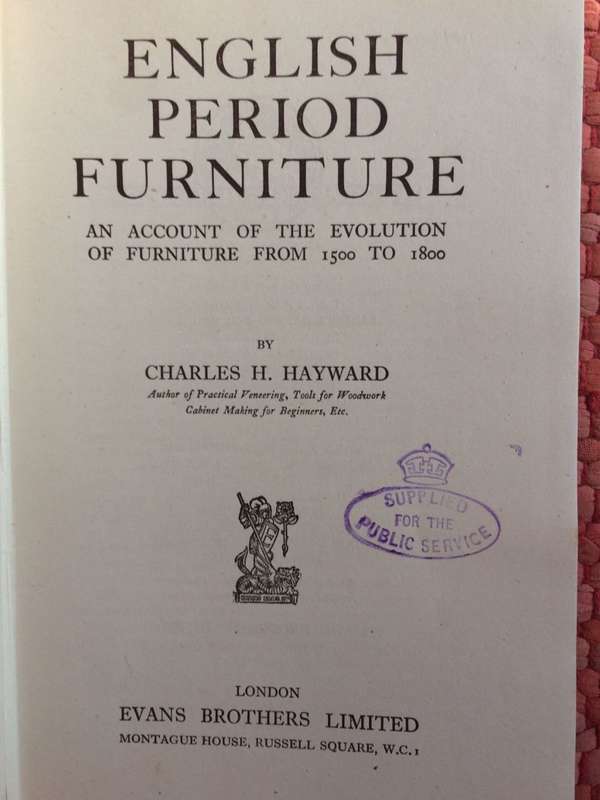 ENGLISH
PERIOD
FURNITURE
AN ACCOUNT OF THE EVOLUTION
OF FURNITURE FROM 1500 TO 1800
BY
CHARLES H. HAYWARD
Author of Practical Veneering, Tools for Woodwork
Cabinet Making for Beginners, Etc.
SUPPLIED
FOR THE
PUBLIC SERVICE
LONDON
EVANS BROTHERS LIMITED
MONTAGUE HOUSE, RUSSELL SQUARE, W.C.1